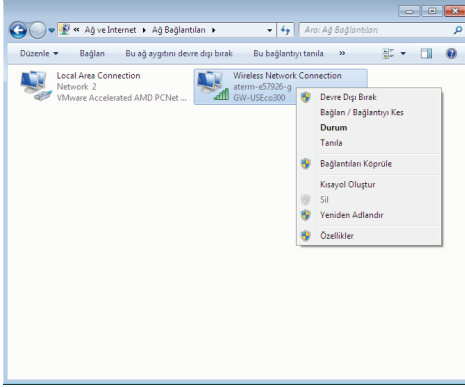 « Ağ ve İnternet ▸ Ağ Bağlantıları ▸
Ara: Ağ Bağlantıları
Düzenle
Bağlan
Bu ağ aygıtını devre dışı bırak
Bu bağlantıyı tanıla
»
Local Area Connection
Network 2
VMware Accelerated AMD PCNet ...
Wireless Network Connection
aterm-e57926-g
GW-USEco300
Devre Dışı Bırak
Bağlan / Bağlantıyı Kes
Durum
Tanıla
Bağlantıları Köprüle
Kısayol Oluştur
Sil
Yeniden Adlandır
Özellikler